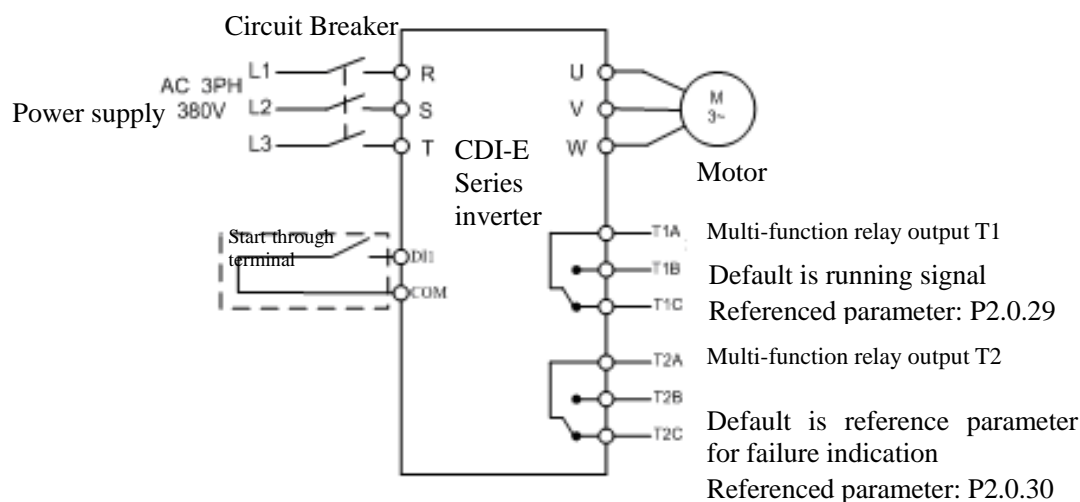 Circuit Breaker
Power supply
AC 3PH
380V
L1
L2
L3
R
S
T
U
V
W
M
3~
Motor
CDI-E
Series
inverter
Start through
terminal
DI1
COM
T1A
T1B
T1C
Multi-function relay output T1
Default is running signal
Referenced parameter: P2.0.29
T2A
T2B
T2C
Multi-function relay output T2
Default is reference parameter
for failure indication
Referenced parameter: P2.0.30